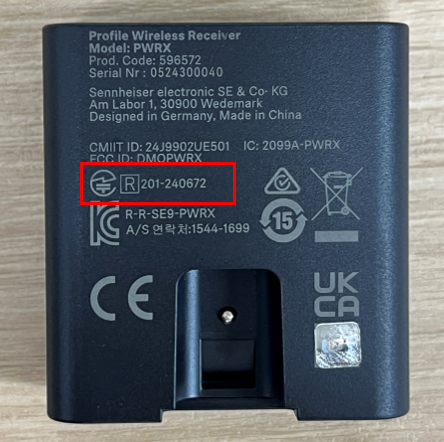 Profile Wireless Receiver
Model: PWRX
Prod. Code: 596572
Serial Nr : 0524300040
Sennheiser electronic SE & Co· KG
Am Labor 1, 30900 Wedemark
Designed in Germany, Made in China
CMIIT ID: 24J9902UE501 IC: 2099A-PWRX
FCC ID: DMOPWRX
R 201-240672
15
R-R-SE9-PWRX
A/S 연락처:1544-1699
CE
UK
CA